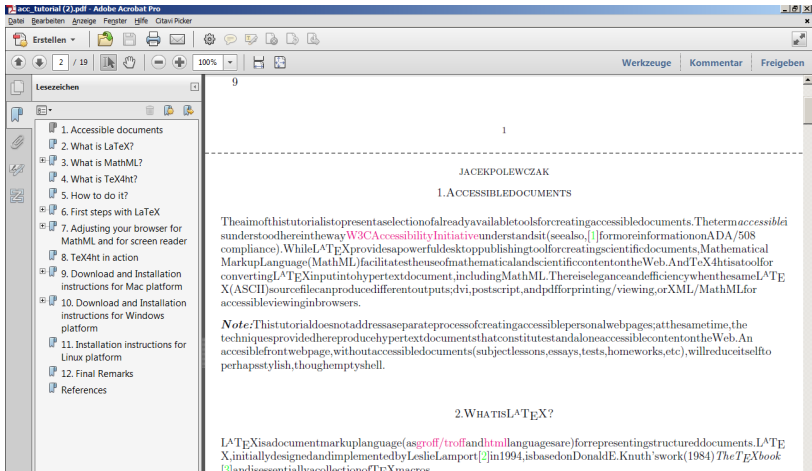 acc_tutorial (2).pdf - Adobe Acrobat Pro
Datei Bearbeiten Anzeige Fenster Hilfe Citavi Picker
Erstellen
2 / 19 100% Werkzeuge Kommentar Freigeben
Lesezeichen
1. Accessible documents
2. What is LaTeX?
3. What is MathML?
4. What is TeX4ht?
5. How to do it?
6. First steps with LaTeX
7. Adjusting your browser for
MathML and for screen reader
8. TeX4ht in action
9. Download and Installation
instructions for Mac platform
10. Download and Installation
instructions for Windows
platform
11. Installation instructions for
Linux platform
12. Final Remarks
References
9
1
JACEKPOLEWCZAK
1.ACCESSIBLEDOCUMENTS
Theaimofthistutorialistopresentaselectionofalreadyavailabletoolsforcreatingaccessibledocuments.Thetermaccessiblei
sunderstoodhereinthewayW3CAccessibilityInitiativeunderstandsit(seealso,[1]formoreinformationonADA/508
compliance).WhileLATEXprovidesapowerfuldesktoppublishingtoolforcreatingscientificdocuments,Mathematical
MarkupLanguage(MathML)facilitatestheuseofmathematicalandscientificcontentontheWeb.AndTeX4htisatoolfor
convertingLATEXinputintohypertextdocument,includingMathML.ThereiseleganceandefficiencywhenthesameLATE
X(ASCII)sourcefilecanproducedifferentoutputs;dvi,postscript,andpdfforprinting/viewing,orXML/MathMLfor
accessibleviewinginbrowsers.
Note:Thistutorialdoesnotaddressaseparateprocessofcreatingaccessiblepersonalwebpages;atthesametime,the
techniquesprovidedhereproducehypertextdocumentsthatconstitutestandaloneaccessiblecontentontheWeb.An
accesiblefrontwebpage,withoutaccessibledocuments(subjectlessons,essays,tests,homeworks,etc),willreduceitselfto
perhapsstylish,thoughemptyshell.
2.WHATISLATEX?
LATEXisadocumentmarkuplanguage(asgroff/troffandhtmllanguagesare)forrepresentingstructureddocuments.LATE
X,initiallydesignedandimplementedbyLeslieLamport[2]in1994,isbasedonDonaldE.Knuth'swork(1984)TheTEXbook
[3]andisessentiallyacollectionofTEXmacros.